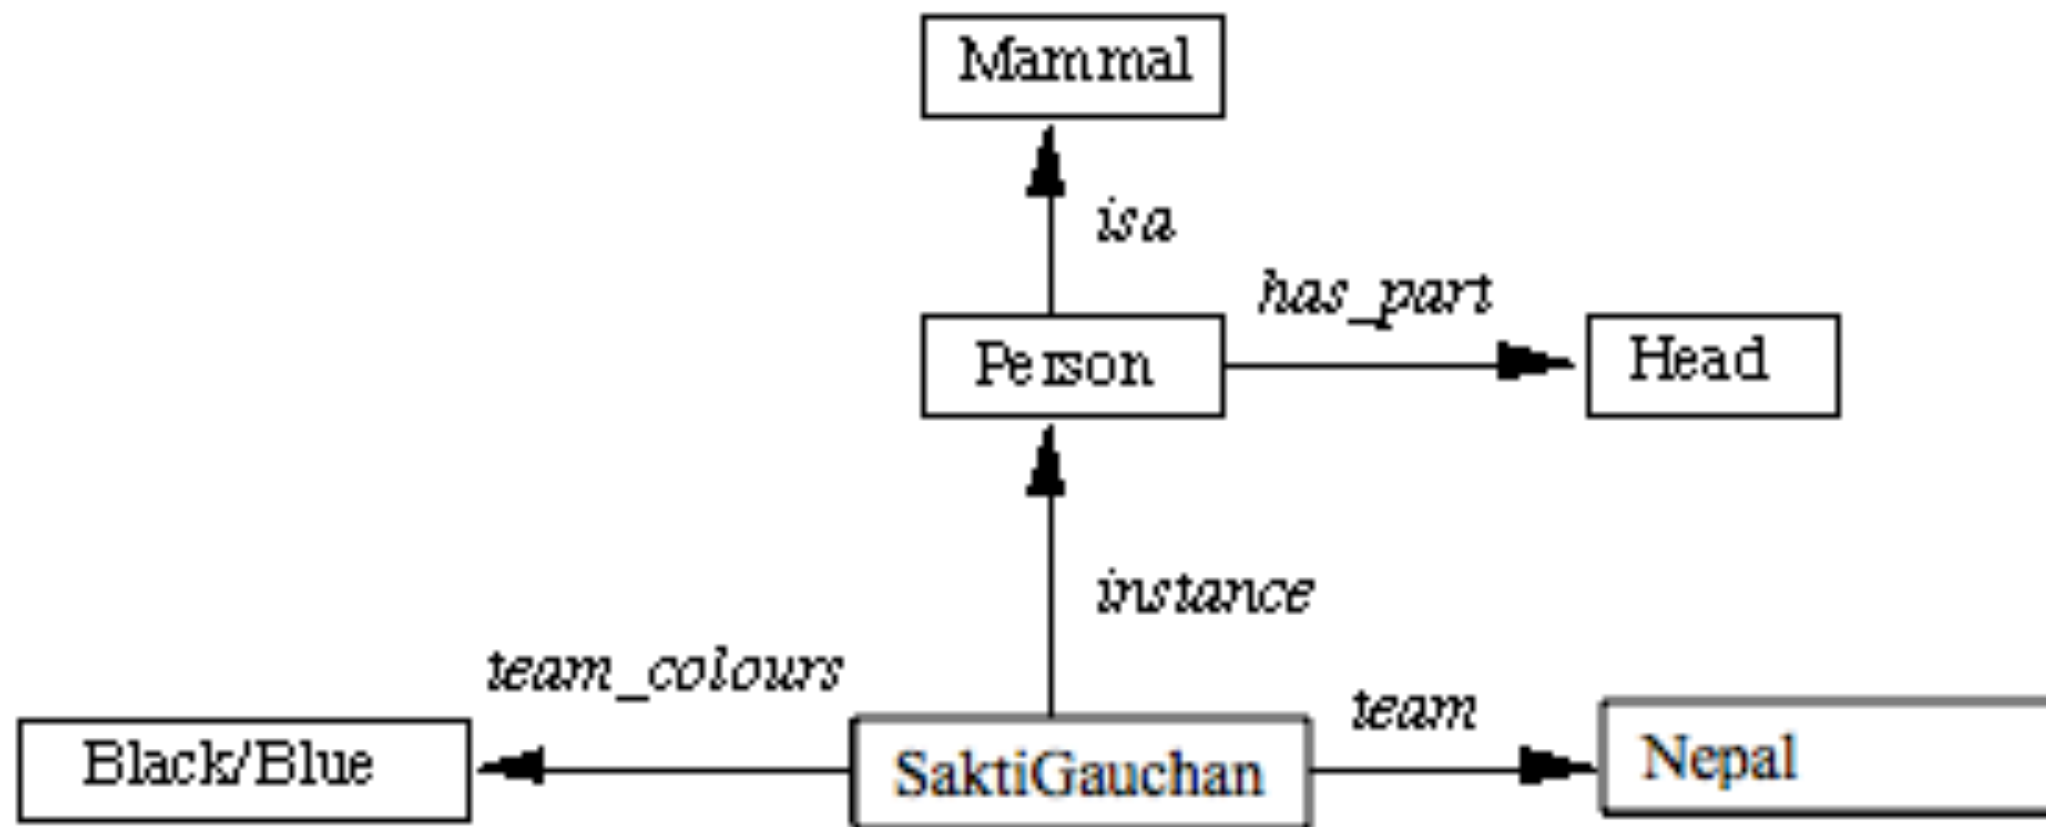 Mammal
isa
has_part
Person
Head
instance
team_colours
team
Black/Blue
SaktiGauchan
Nepal